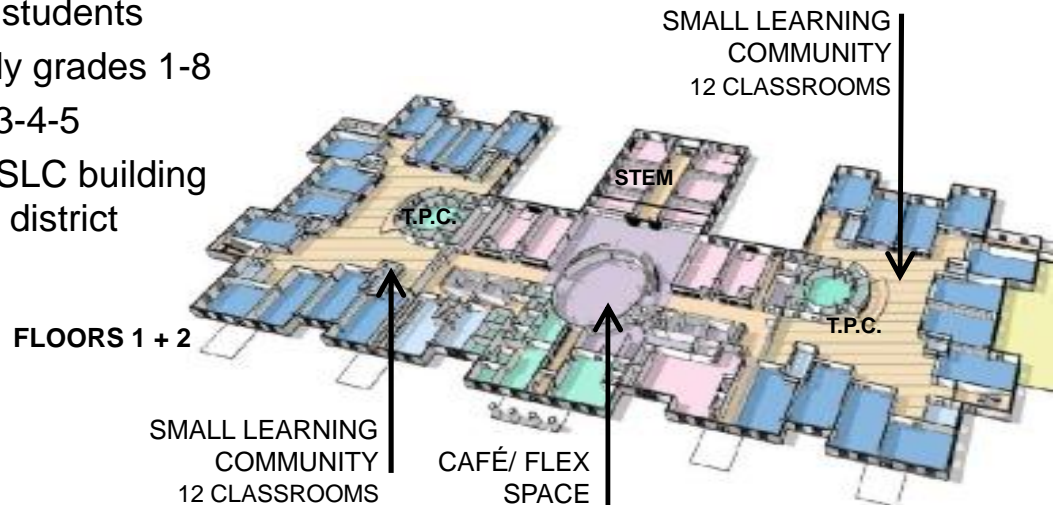 students
ly grades 1-8
3-4-5
SLC building
district
SMALL LEARNING
COMMUNITY
12 CLASSROOMS
STEM
T.P.C.
T.P.C.
FLOORS 1 + 2
SMALL LEARNING
COMMUNITY
12 CLASSROOMS
CAFÉ/ FLEX
SPACE